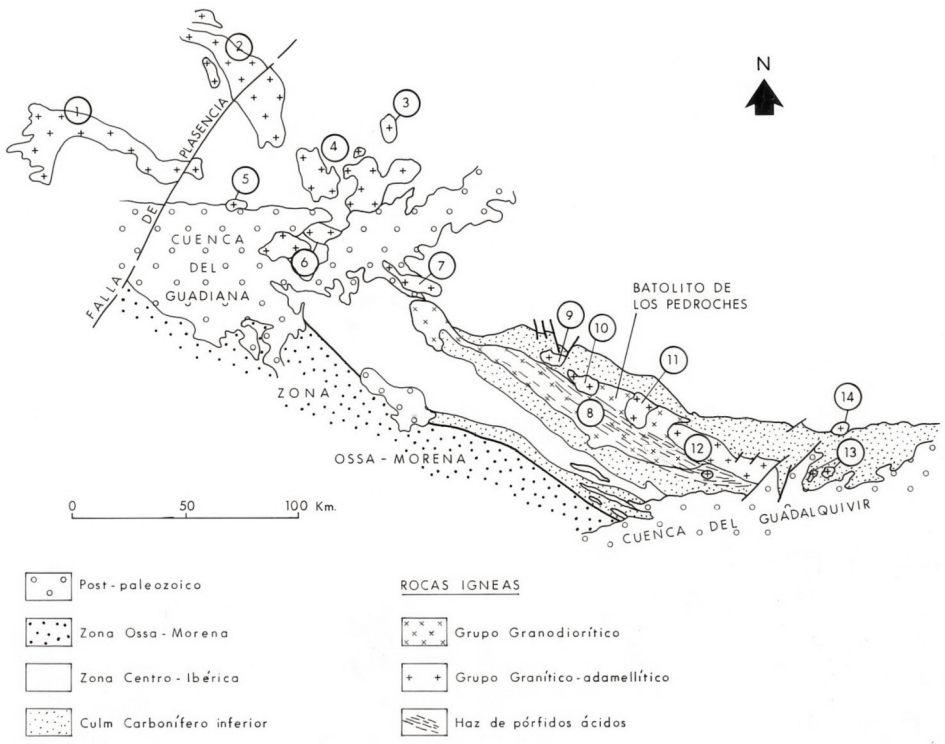 N
1
2
3
4
5
6
7
8
9
10
11
12
13
14
FALLA DE PLASENCIA
CUENCA
DEL
GUADIANA
BATOLITO DE
LOS PEDROCHES
ZONA
OSSA-MORENA
CUENCA DEL GUADALQUIVIR
0 50 100 Km.
Post-paleozoico
Zona Ossa-Morena
Zona Centro-Ibérica
Culm Carbonífero inferior
ROCAS IGNEAS
Grupo Granodiorítico
Grupo Granítico-adamellítico
Haz de pórfidos ácidos